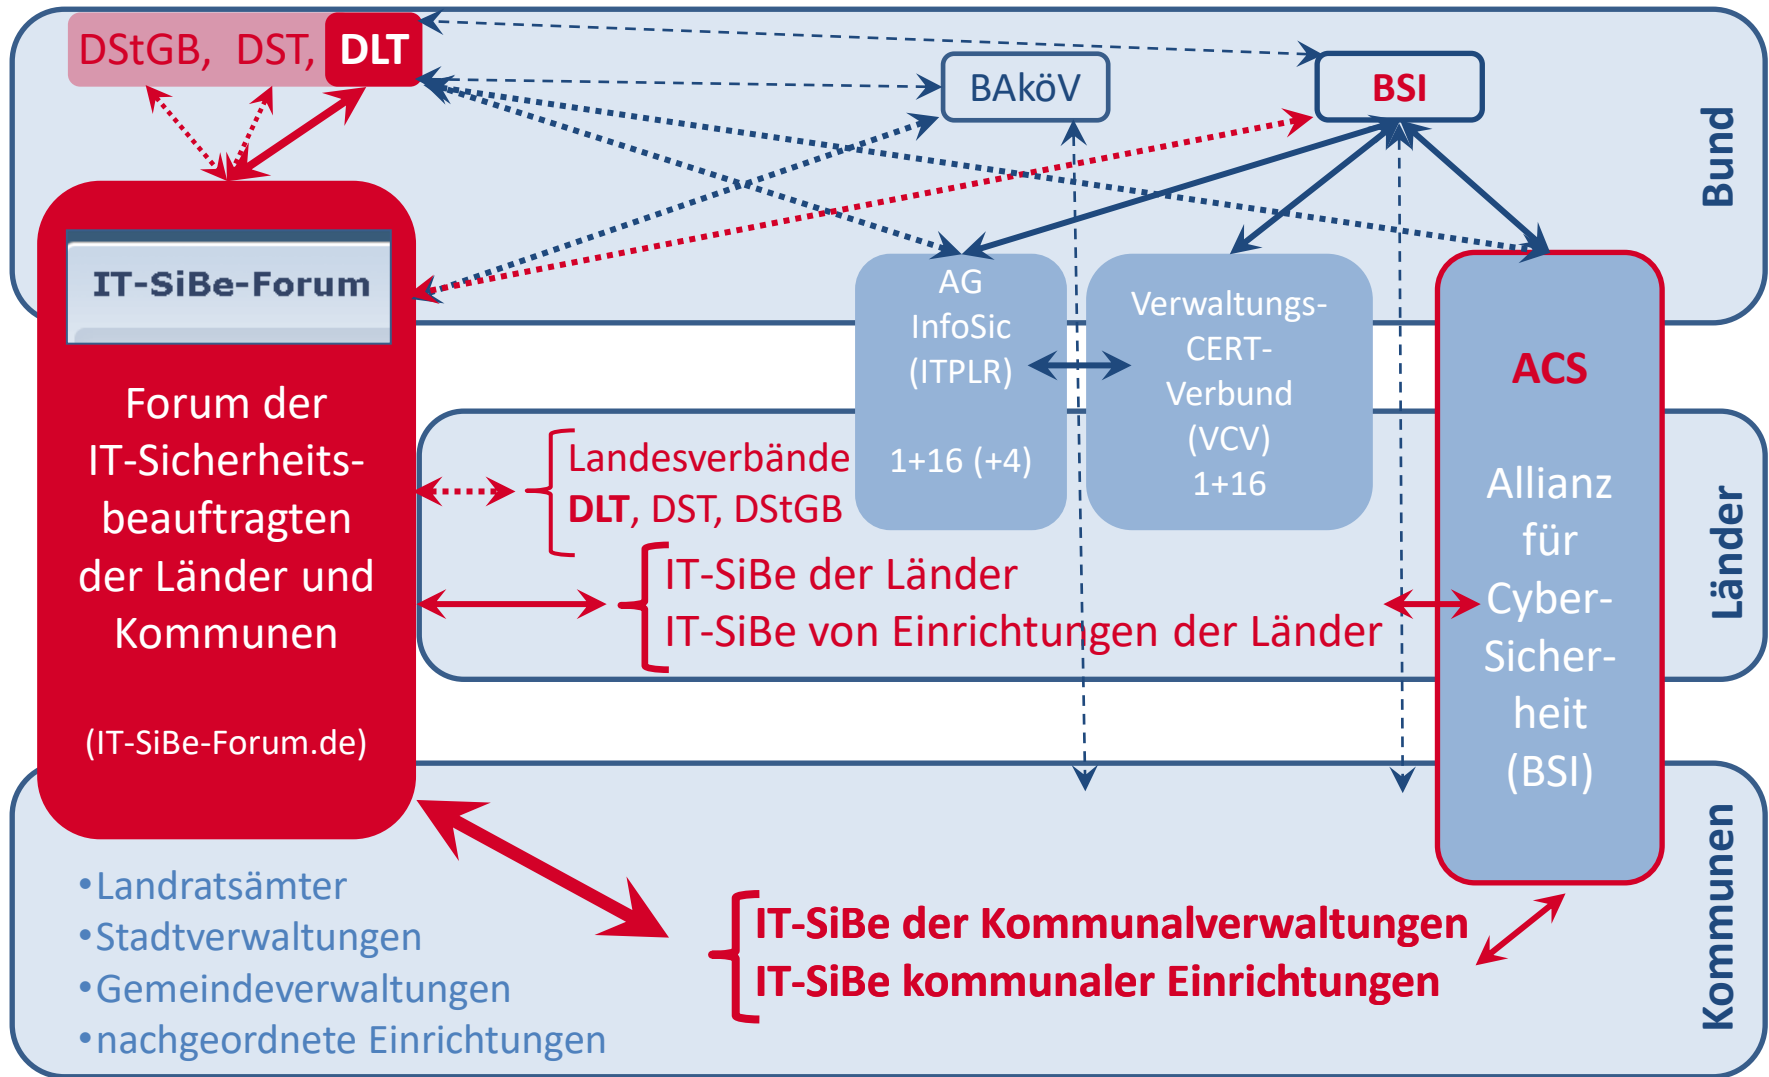 DStGB, DST, DLT
BAköV
BSI
Bund
IT-SiBe-Forum
Forum der
IT-Sicherheits-
beauftragten
der Länder und
Kommunen
(IT-SiBe-Forum.de)
AG
InfoSic
(ITPLR)
1+16 (+4)
Verwaltungs-
CERT-
Verbund
(VCV)
1+16
ACS
Allianz
für
Cyber-
Sicher-
heit
(BSI)
Landesverbände
DLT, DST, DStGB
IT-SiBe der Länder
IT-SiBe von Einrichtungen der Länder
Länder
•Landratsämter
•Stadtverwaltungen
•Gemeindeverwaltungen
•nachgeordnete Einrichtungen
IT-SiBe der Kommunalverwaltungen
IT-SiBe kommunaler Einrichtungen
Kommunen